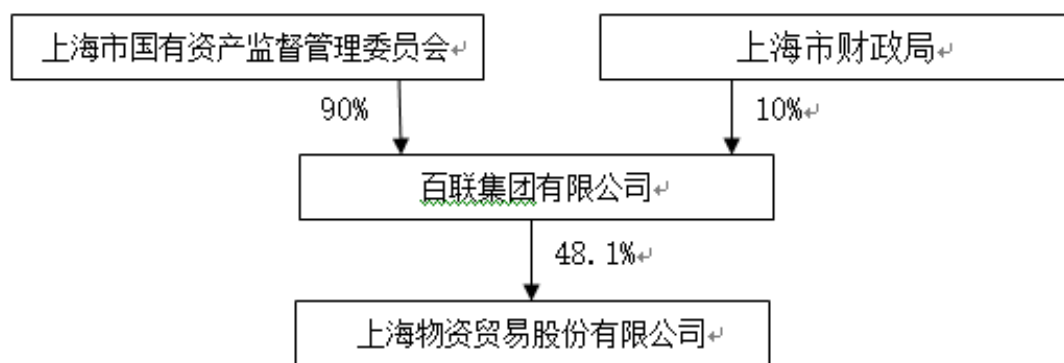 上海市国有资产监督管理委员会
上海市财政局
90%
10%
百联集团有限公司
48.1%
上海物资贸易股份有限公司